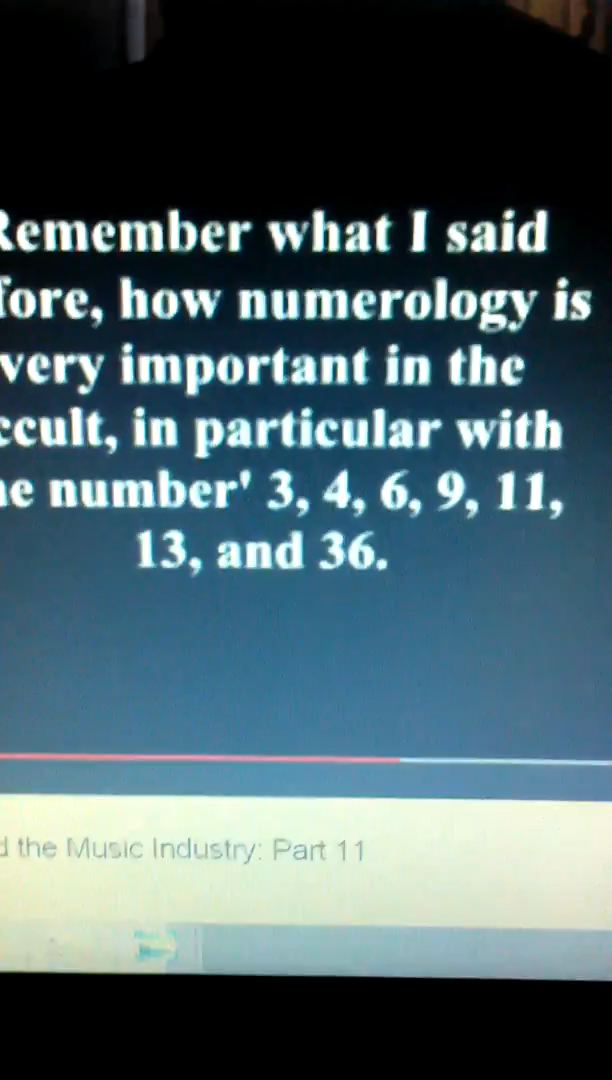 Remember what I said
fore, how numerology is
very important in the
ccult, in particular with
he number' 3, 4, 6, 9, 11,
13, and 36.
d the Music Industry: Part 11